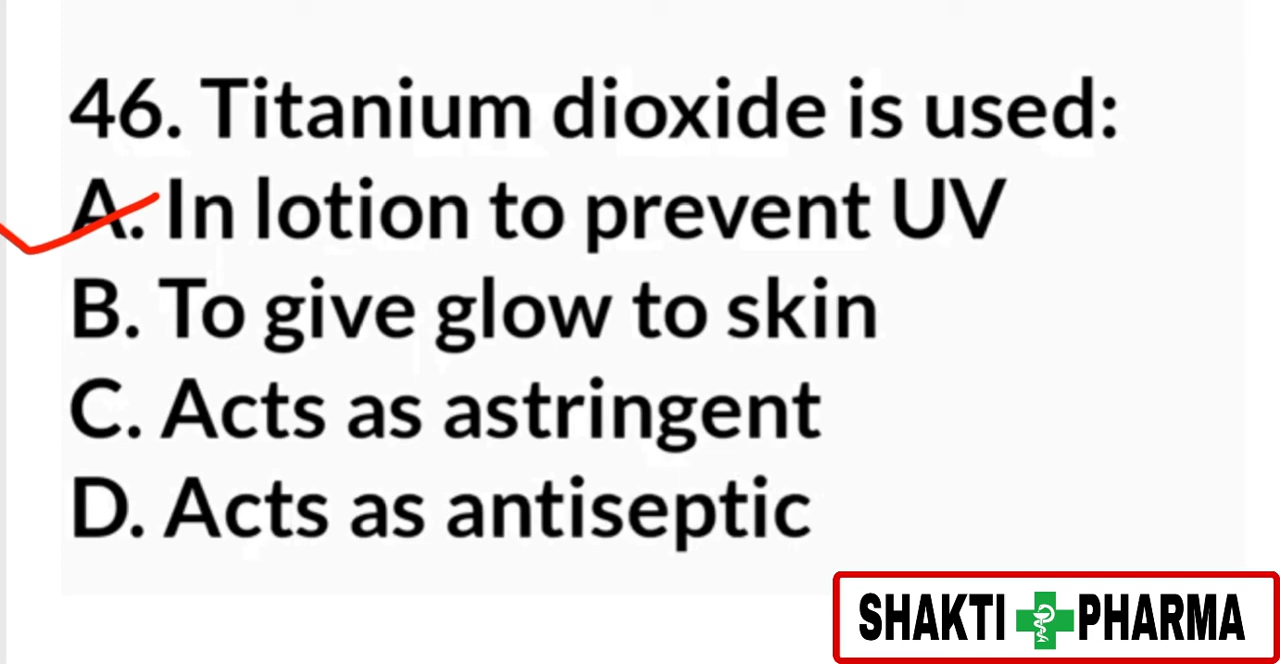 46. Titanium dioxide is used:
A. In lotion to prevent UV
B. To give glow to skin
C. Acts as astringent
D. Acts as antiseptic
SHAKTI PHARMA